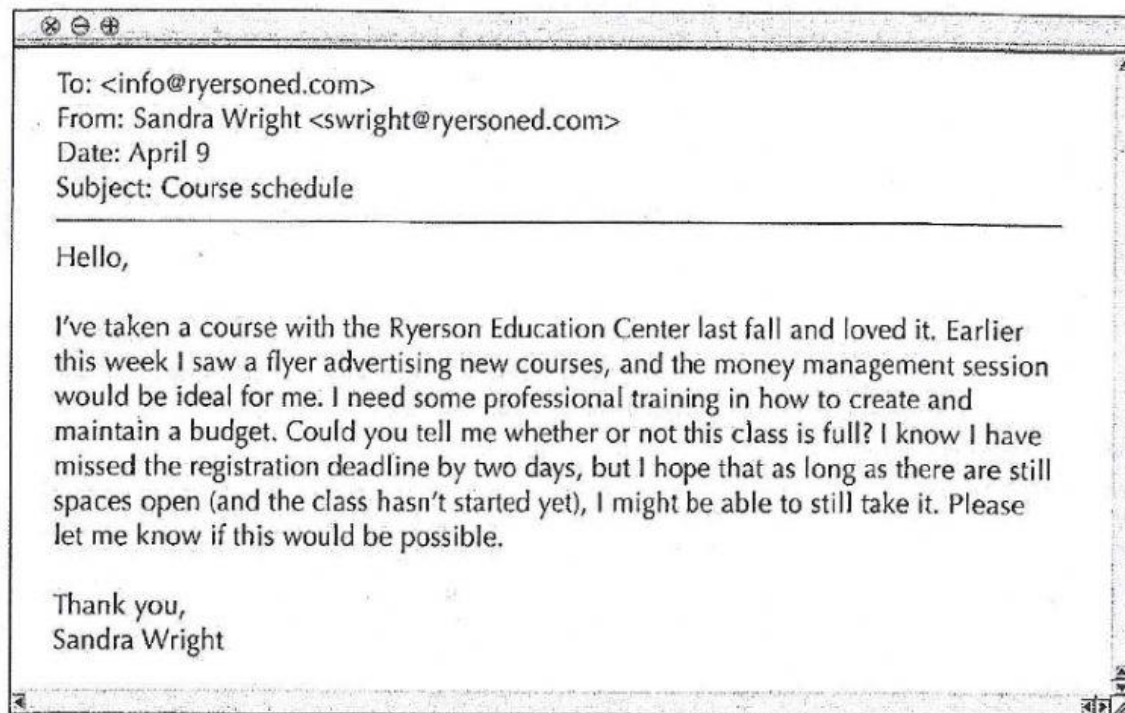 To: <info@ryersoned.com>
From: Sandra Wright <swright@ryersoned.com>
Date: April 9
Subject: Course schedule
Hello,
I've taken a course with the Ryerson Education Center last fall and loved it. Earlier
this week I saw a flyer advertising new courses, and the money management session
would be ideal for me. I need some professional training in how to create and
maintain a budget. Could you tell me whether or not this class is full? I know I have
missed the registration deadline by two days, but I hope that as long as there are still
spaces open (and the class hasn't started yet), I might be able to still take it. Please
let me know if this would be possible.
Thank you,
Sandra Wright